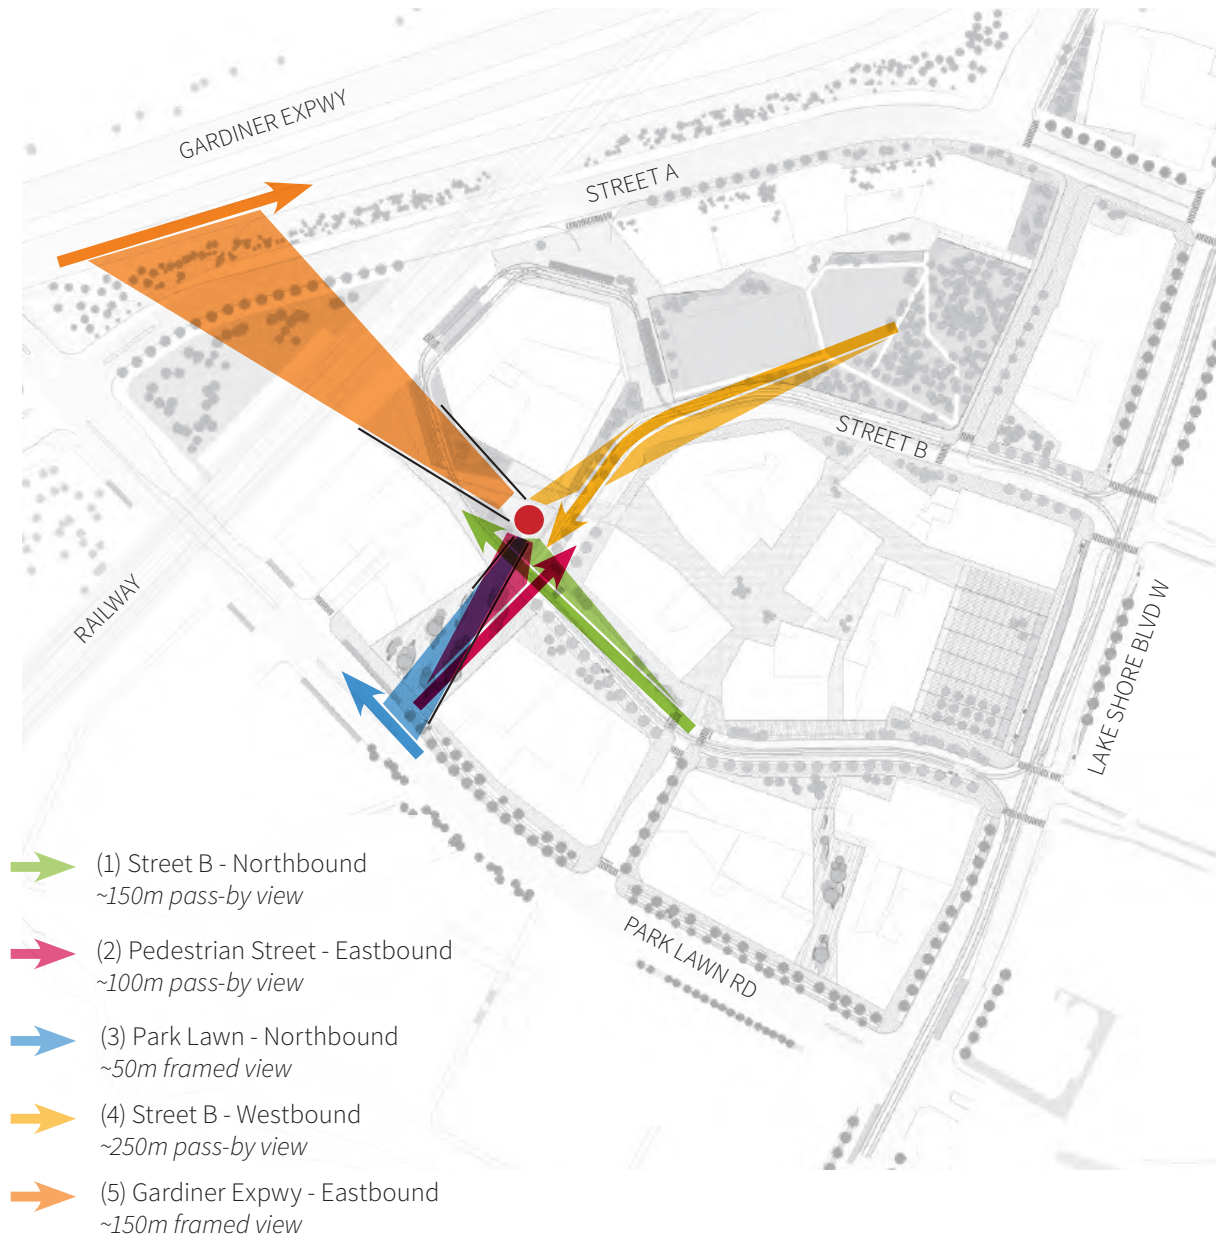 GARDINER EXPWY
STREET A
STREET B
RAILWAY
LAKE SHORE BLVD W
PARK LAWN RD
(1) Street B - Northbound
~150m pass-by view
(2) Pedestrian Street - Eastbound
~100m pass-by view
(3) Park Lawn - Northbound
~50m framed view
(4) Street B - Westbound
~250m pass-by view
(5) Gardiner Expwy - Eastbound
~150m framed view